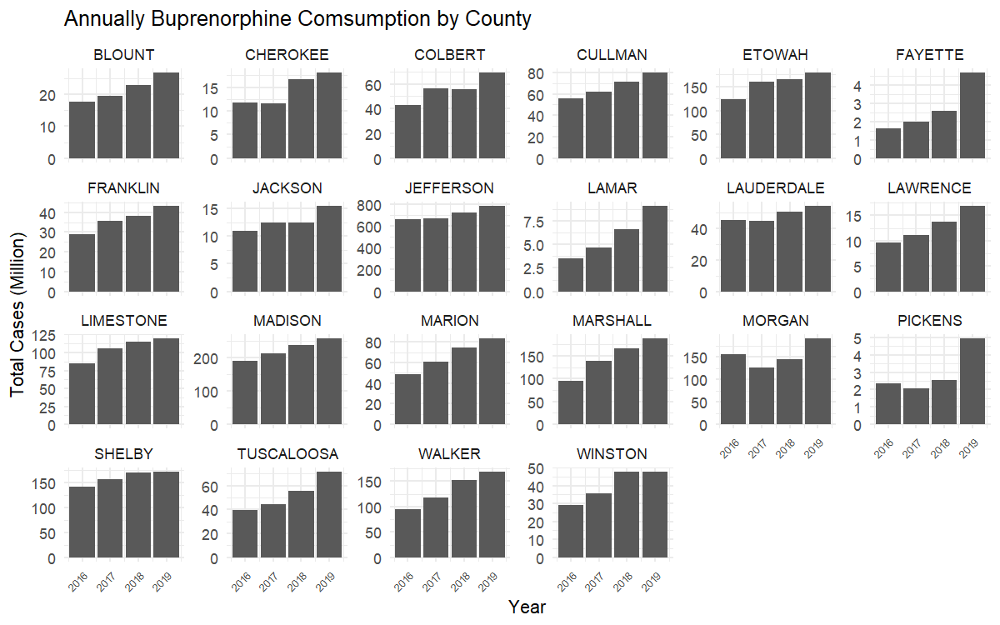 Annually Buprenorphine Comsumption by County
BLOUNT CHEROKEE COLBERT CULLMAN ETOWAH FAYETTE
20 10 0
15 10 5 0
60 40 20 0
80 60 40 20 0
150 100 50 0
4 3 2 1 0
FRANKLIN JACKSON JEFFERSON LAMAR LAUDERDALE LAWRENCE
40 30 20 10 0
15 10 5 0
800 600 400 200 0
7.5 5.0 2.5 0.0
40 20 0
15 10 5 0
Total Cases (Million)
LIMESTONE MADISON MARION MARSHALL MORGAN PICKENS
125 100 75 50 25 0
200 100 0
80 60 40 20 0
150 100 50 0
150 100 50 0
5 4 3 2 1 0
2016 2017 2018 2019 2016 2017 2018 2019
SHELBY TUSCALOOSA WALKER WINSTON
150 100 50 0
60 40 20 0
150 100 50 0
50 40 30 20 10 0
2016 2017 2018 2019 2016 2017 2018 2019 2016 2017 2018 2019 2016 2017 2018 2019
Year